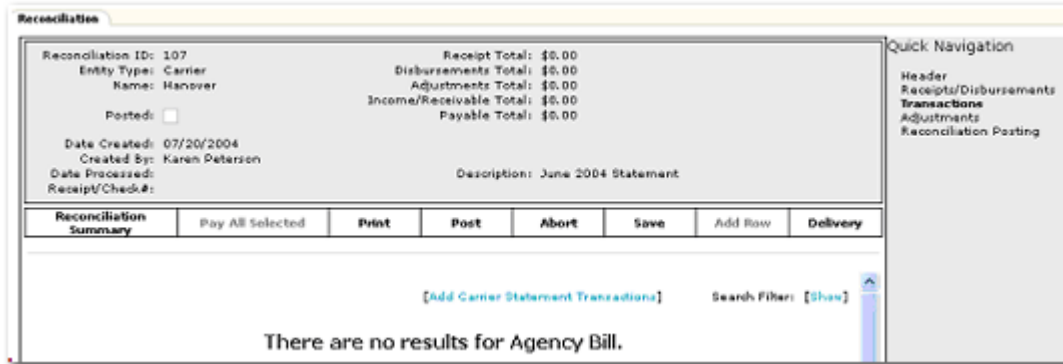 Reconciliation
Reconciliation ID: 107
Entity Type: Carrier
Name: Hanover
Posted:
Date Created: 07/20/2004
Created By: Karen Peterson
Date Processed:
Receipt/Check#:
Receipt Total: $0.00
Disbursements Total: $0.00
Adjustments Total: $0.00
Income/Receivable Total: $0.00
Payable Total: $0.00
Description: June 2004 Statement
Quick Navigation
Header
Receipts/Disbursements
Transactions
Adjustments
Reconciliation Posting
Reconciliation
Summary
Pay All Selected
Print
Post
Abort
Save
Add Row
Delivery
[Add Carrier Statement Transactions]
Search Filter: [Show]
There are no results for Agency Bill.